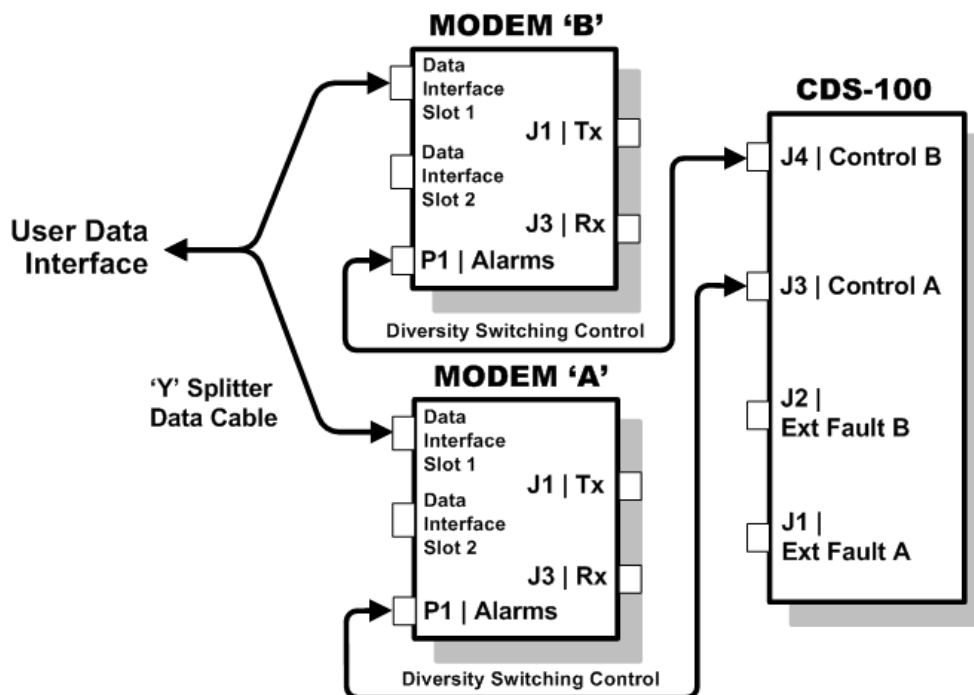 MODEM ‘B’
Data
Interface
Slot 1
Data
Interface
Slot 2
J1 | Tx
J3 | Rx
P1 | Alarms
Diversity Switching Control
CDS-100
J4 | Control B
J3 | Control A
J2 |
Ext Fault B
J1 |
Ext Fault A
User Data
Interface
‘Y’ Splitter
Data Cable
MODEM ‘A’
Data
Interface
Slot 1
Data
Interface
Slot 2
J1 | Tx
J3 | Rx
P1 | Alarms
Diversity Switching Control